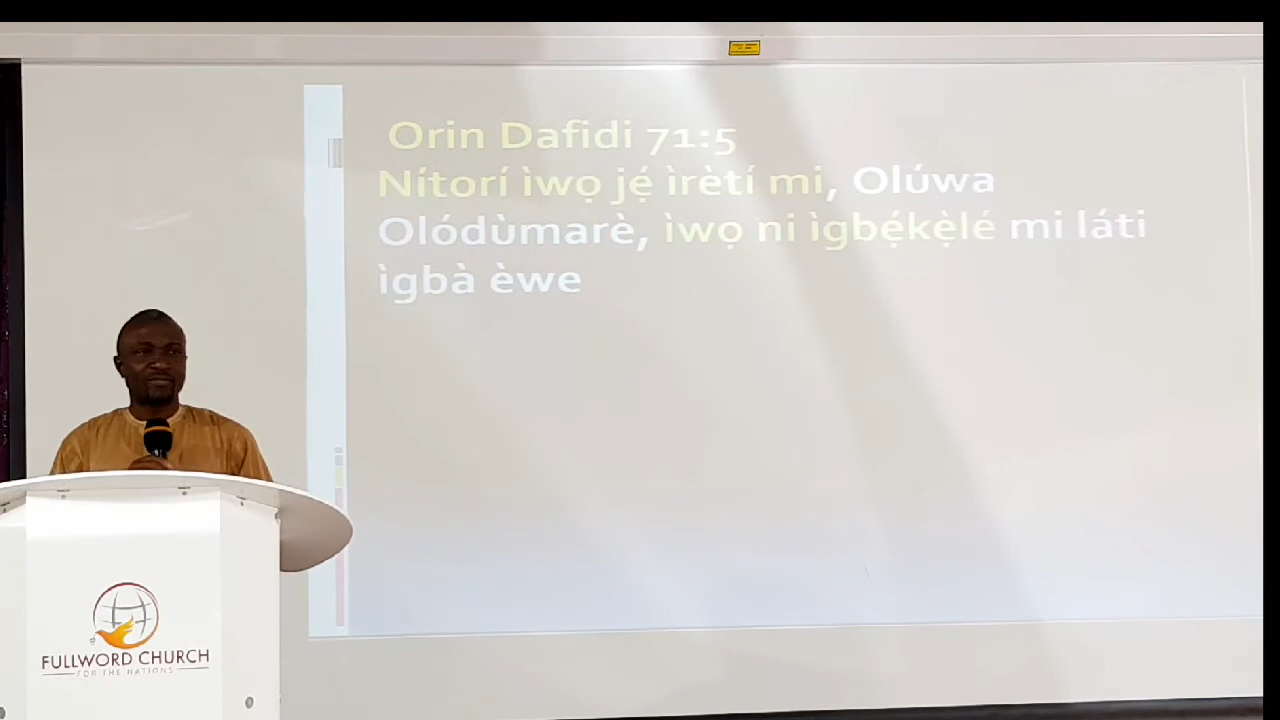 Orin Dafidi 71:5
Nítorí ìwọ jẹ́ ìrètí mi, Olúwa
Olódùmarè, ìwọ ni ìgbẹ́kẹ̀lé mi láti
ìgbà èwe
FULLWORD CHURCH
FOR THE NATIONS